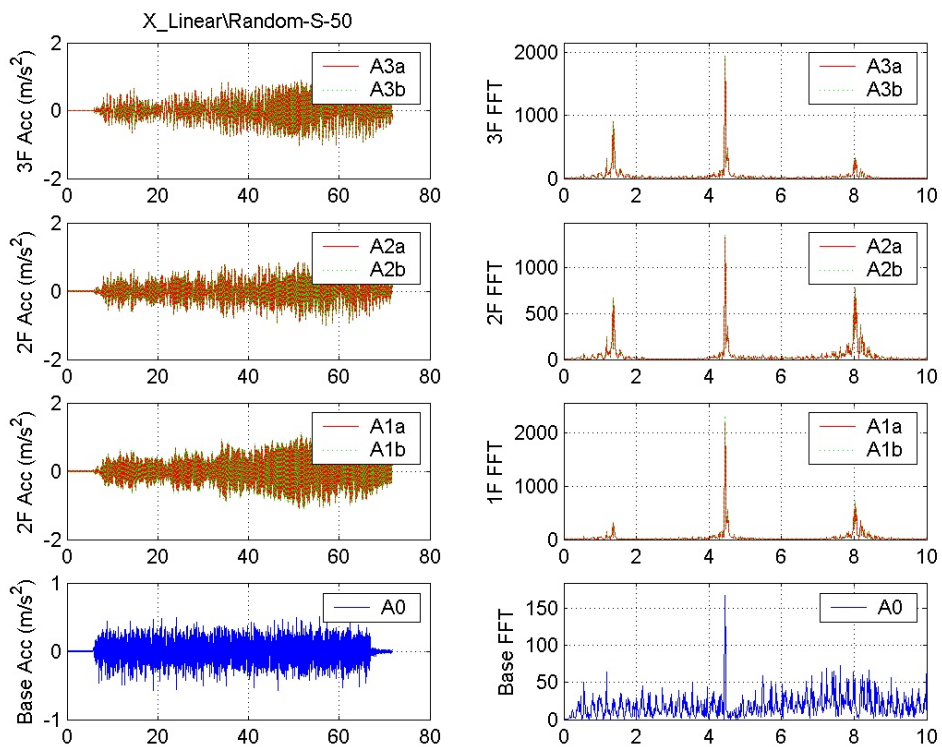 X_Linear\Random-S-50
3F Acc (m/s²)
2
0
-2
0 20 40 60 80
A3a
A3b
3F FFT
2000
1000
0
0 2 4 6 8 10
A3a
A3b
2F Acc (m/s²)
2
0
-2
0 20 40 60 80
A2a
A2b
2F FFT
1000
500
0
0 2 4 6 8 10
A2a
A2b
2F Acc (m/s²)
2
0
-2
0 20 40 60 80
A1a
A1b
1F FFT
2000
1000
0
0 2 4 6 8 10
A1a
A1b
Base Acc (m/s²)
1
0
-1
0 20 40 60 80
A0
Base FFT
150
100
50
0
0 2 4 6 8 10
A0